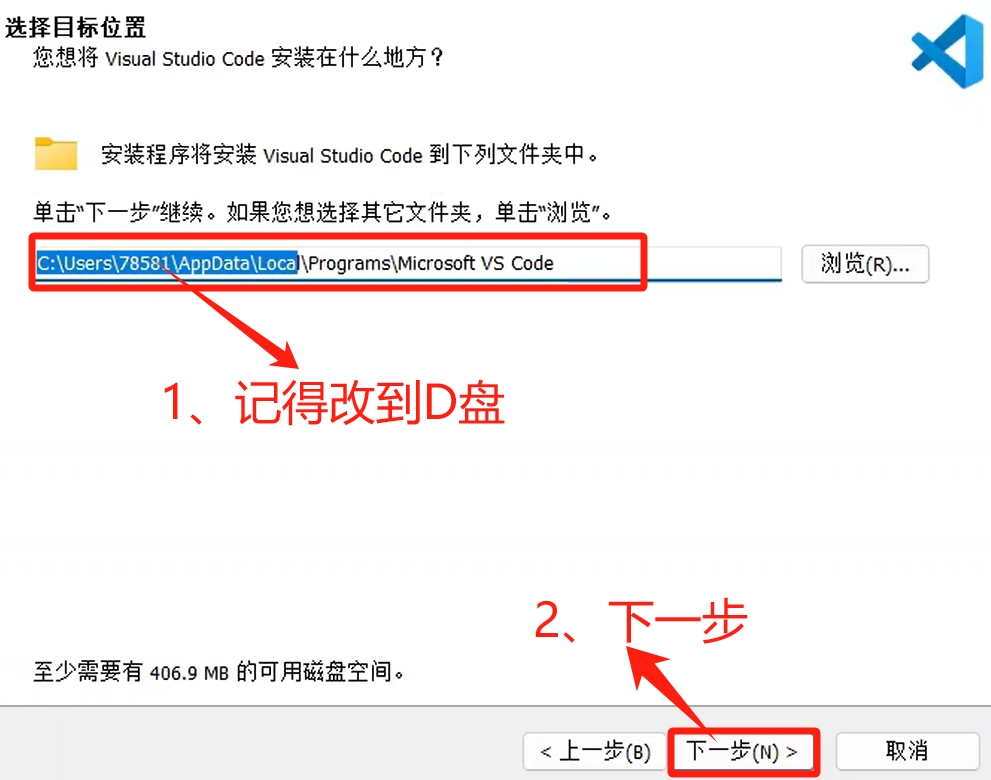 选择目标位置
您想将 Visual Studio Code 安装在什么地方？
安装程序将安装 Visual Studio Code 到下列文件夹中。
单击“下一步”继续。如果您想选择其它文件夹，单击“浏览”。
C:\Users\78581\AppData\Local\Programs\Microsoft VS Code
浏览(R)...
1、记得改到D盘
2、下一步
至少需要有 406.9 MB 的可用磁盘空间。
< 上一步(B)
下一步(N) >
取消